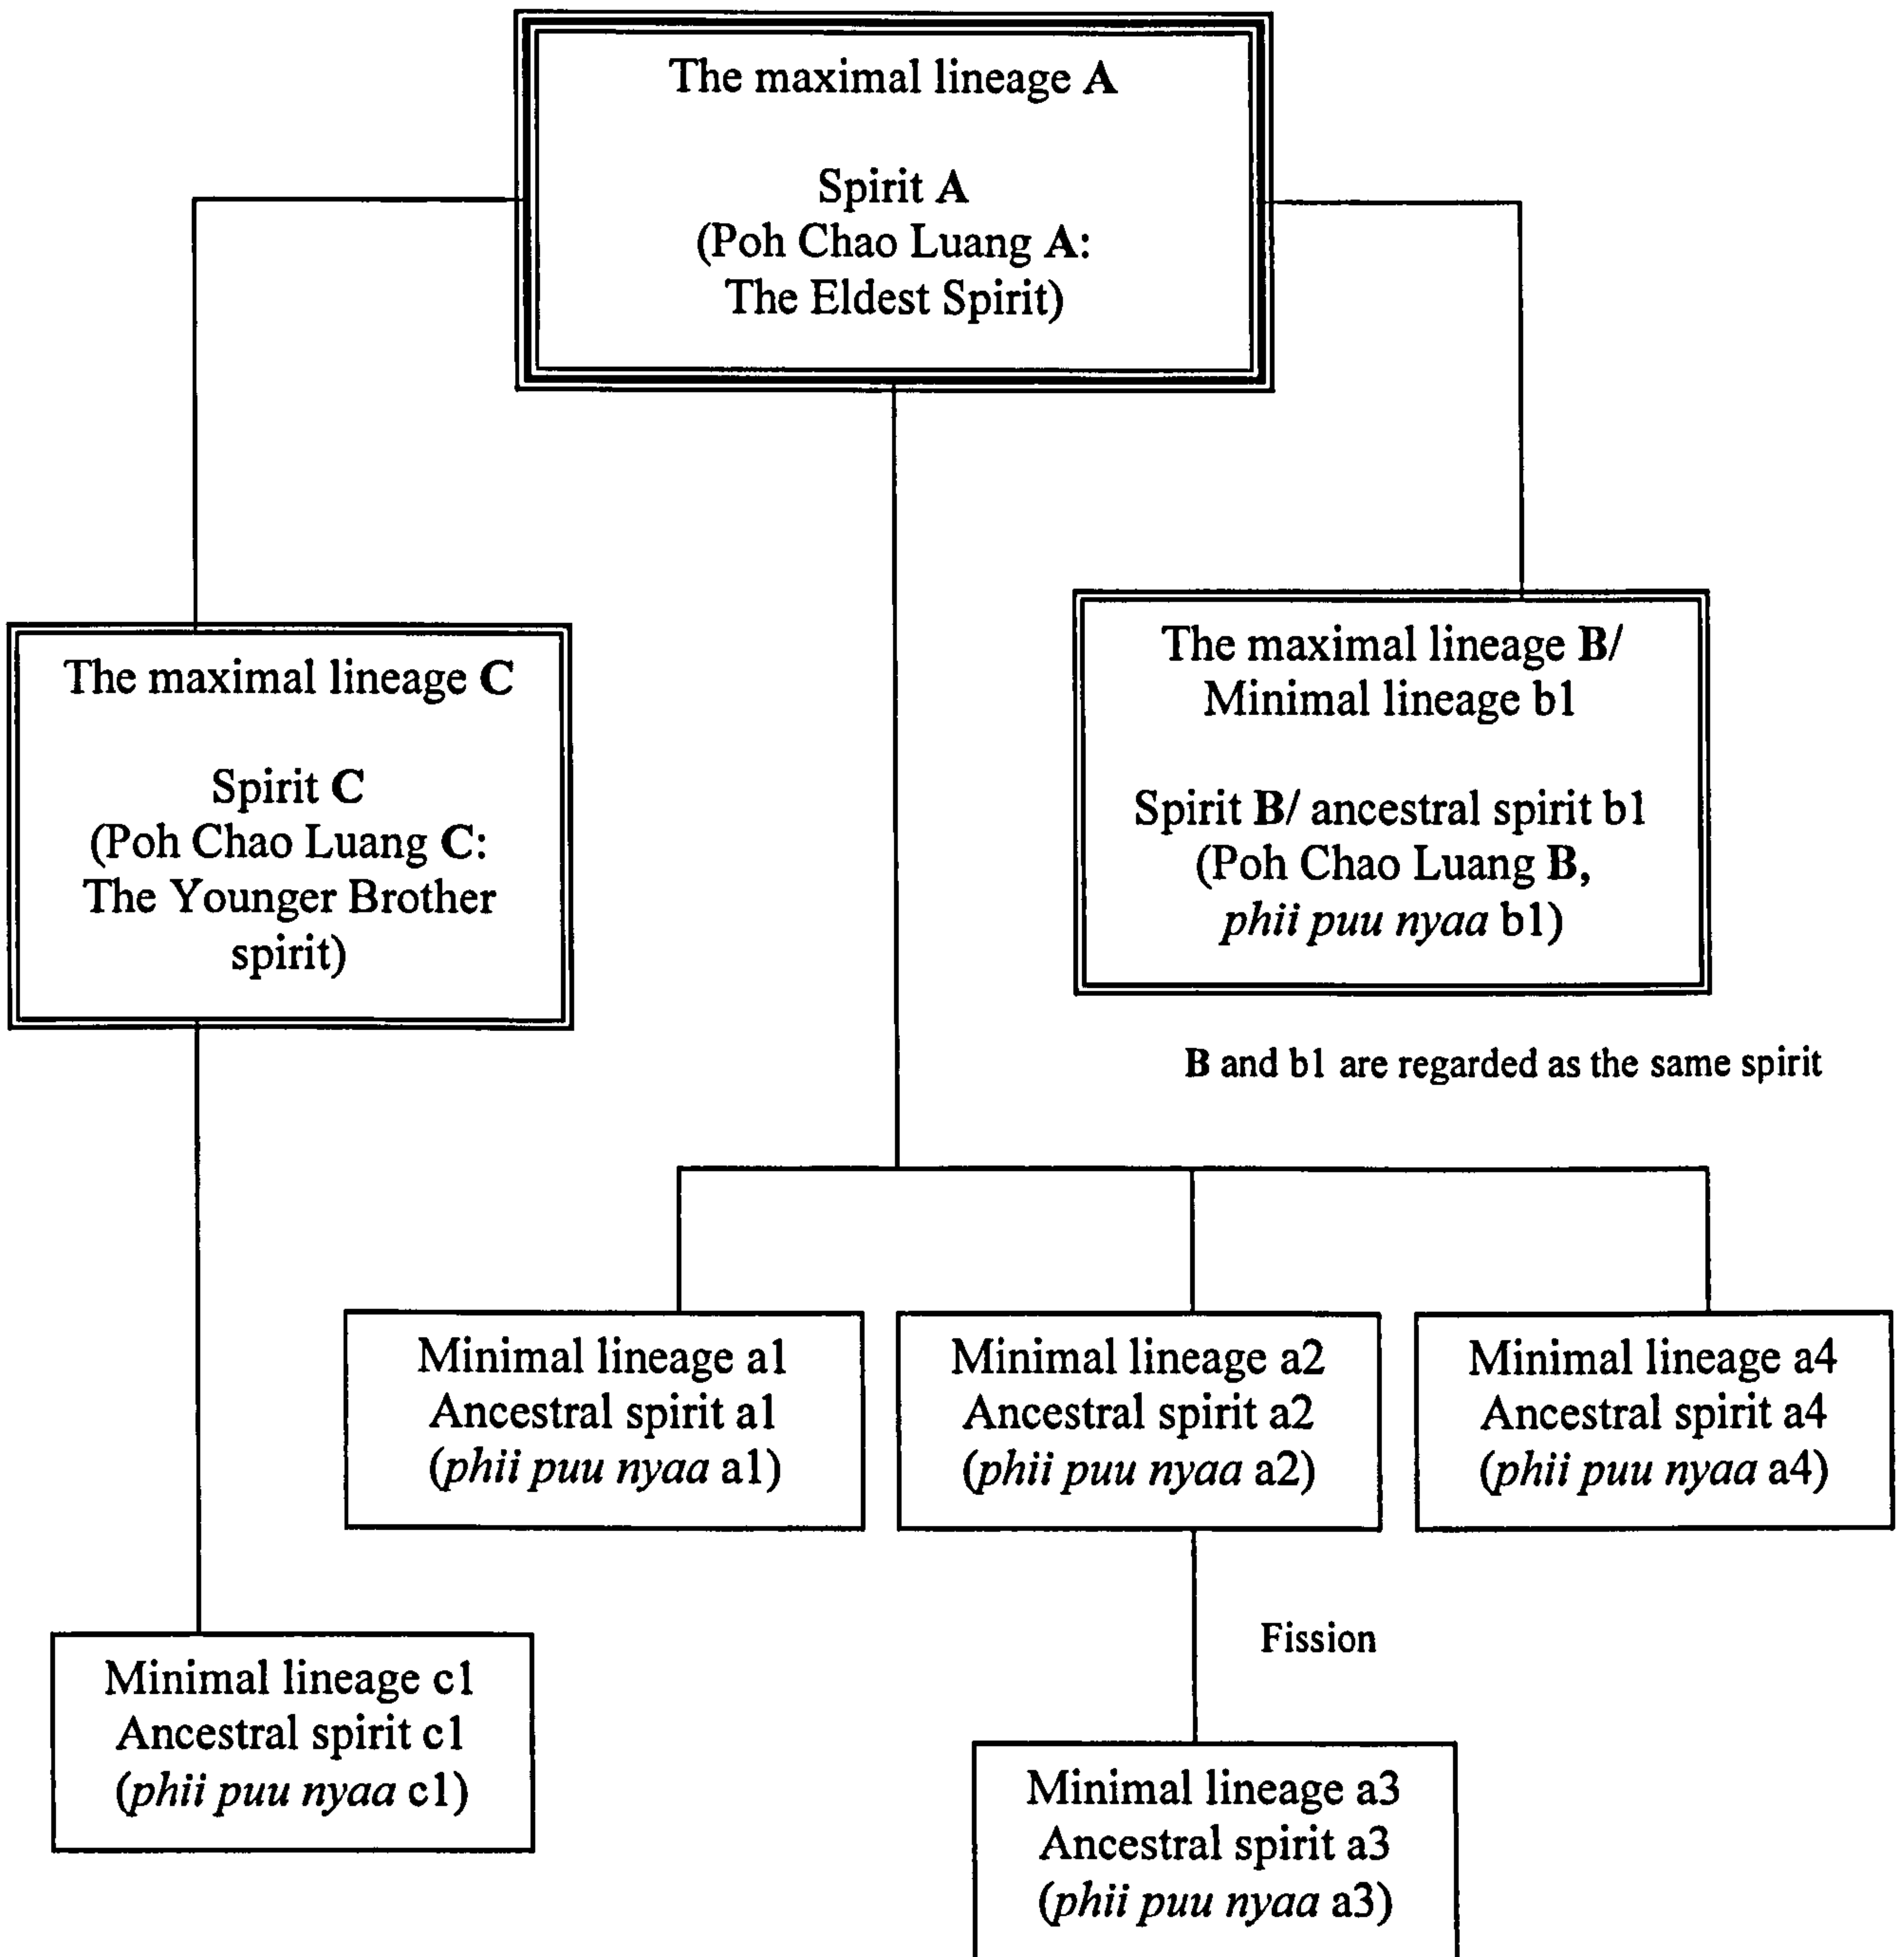 The maximal lineage A
Spirit A
(Poh Chao Luang A:
The Eldest Spirit)
The maximal lineage C
Spirit C
(Poh Chao Luang C:
The Younger Brother
spirit)
The maximal lineage B/
Minimal lineage b1
Spirit B/ ancestral spirit b1
(Poh Chao Luang B,
phii puu nyaa b1)
B and b1 are regarded as the same spirit
Minimal lineage a1
Ancestral spirit a1
(phii puu nyaa a1)
Minimal lineage a2
Ancestral spirit a2
(phii puu nyaa a2)
Minimal lineage a4
Ancestral spirit a4
(phii puu nyaa a4)
Fission
Minimal lineage c1
Ancestral spirit c1
(phii puu nyaa c1)
Minimal lineage a3
Ancestral spirit a3
(phii puu nyaa a3)